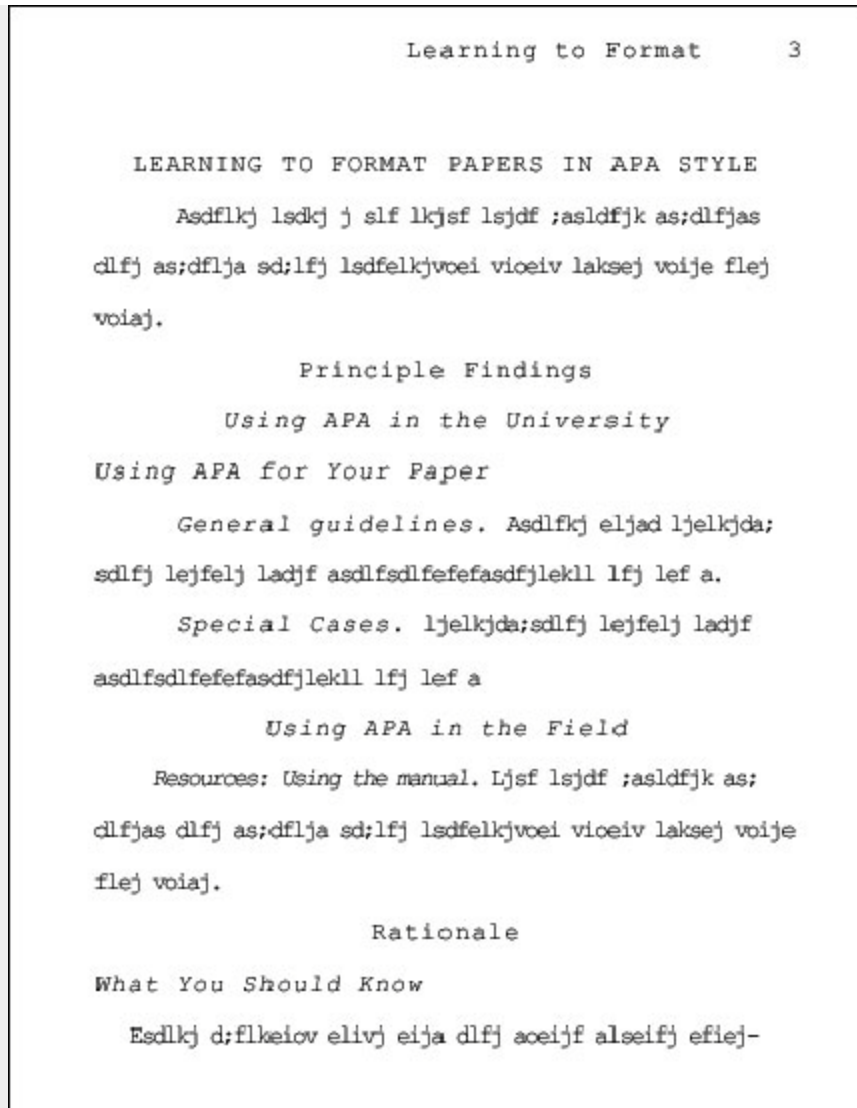 Learning to Format 3
LEARNING TO FORMAT PAPERS IN APA STYLE
Asdflkj lsdkj j slf lkjsf lsjdf ;asldfjk as;dlfjas
dlfj as;dflja sd;lfj lsdfelkjvoei vioeiv laksej voije flej
voiaj.
Principle Findings
Using APA in the University
Using APA for Your Paper
General guidelines. Asdlfkj eljad ljelkjda;
sdlfj lejfelj ladjf asdlfsdlfefefasdfjlekll lfj lef a.
Special Cases. ljelkjda;sdlfj lejfelj ladjf
asdlfsdlfefefasdfjlekll lfj lef a
Using APA in the Field
Resources: Using the manual. Ljsf lsjdf ;asldfjk as;
dlfjas dlfj as;dflja sd;lfj lsdfelkjvoei vioeiv laksej voije
flej voiaj.
Rationale
What You Should Know
Esdlkj d;flkeiov elivj eija dlfj aoeijf alseifj efiej-